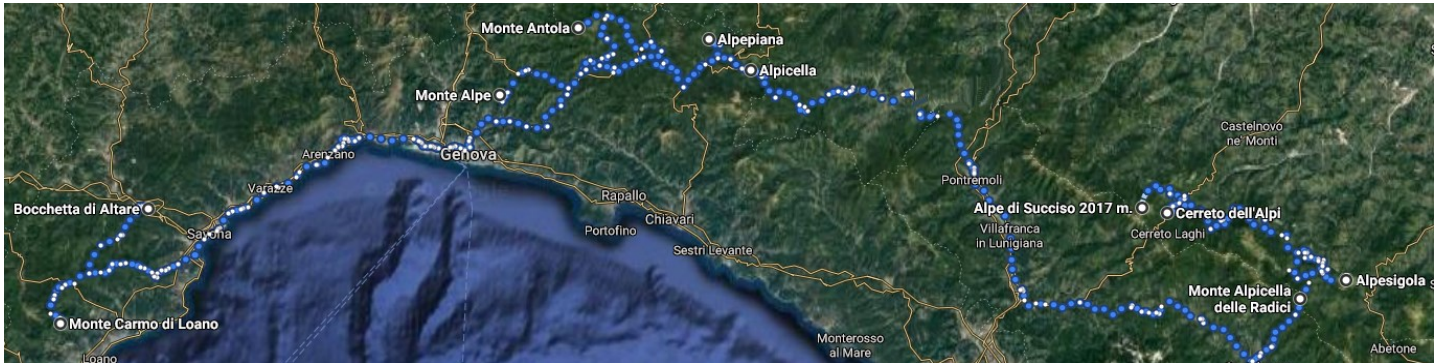 Monte Antola
Alpepiana
Alpicella
Monte Alpe
Castelnovo
ne' Monti
Arenzano
Genova
Pontremoli
Varazze
Rapallo
Bocchetta di Altare
Alpe di Succiso 2017 m.
Cerreto dell'Alpi
Chiavari
Portofino
Villafranca
in Lunigiana
Cerreto Laghi
Savona
Sestri Levante
Alpesigola
Monte Alpicella
delle Radici
Monte Carmo di Loano
Monterosso
al Mare
Abetone
Loano